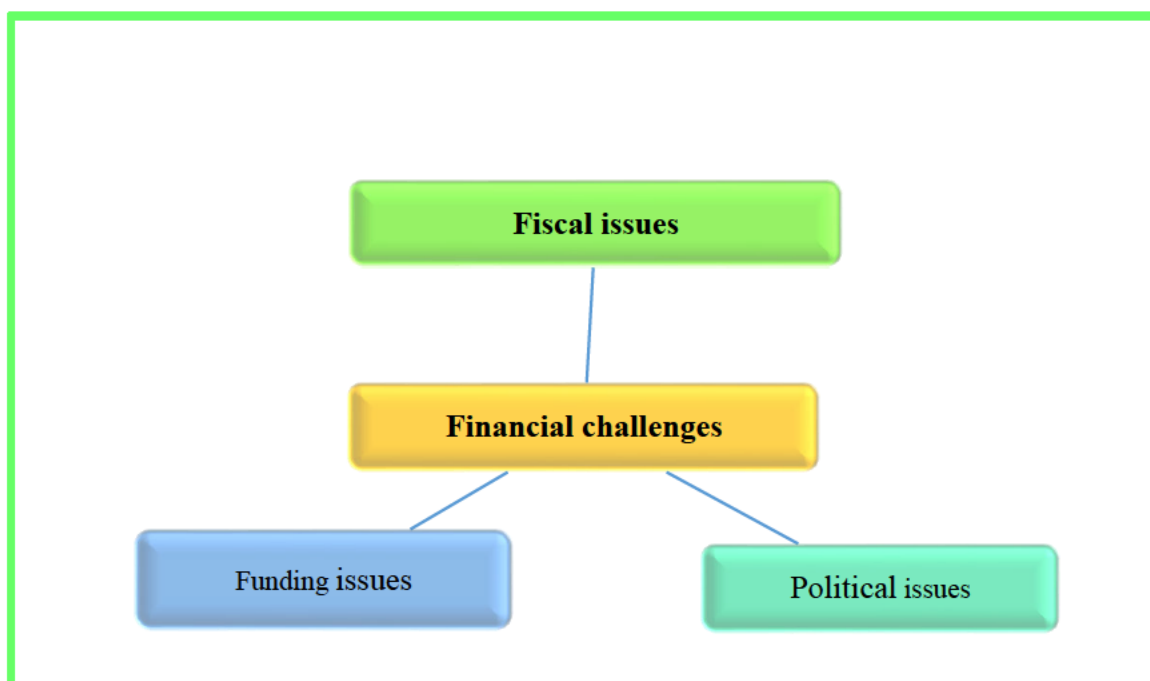 Fiscal issues
Financial challenges
Funding issues
Political issues